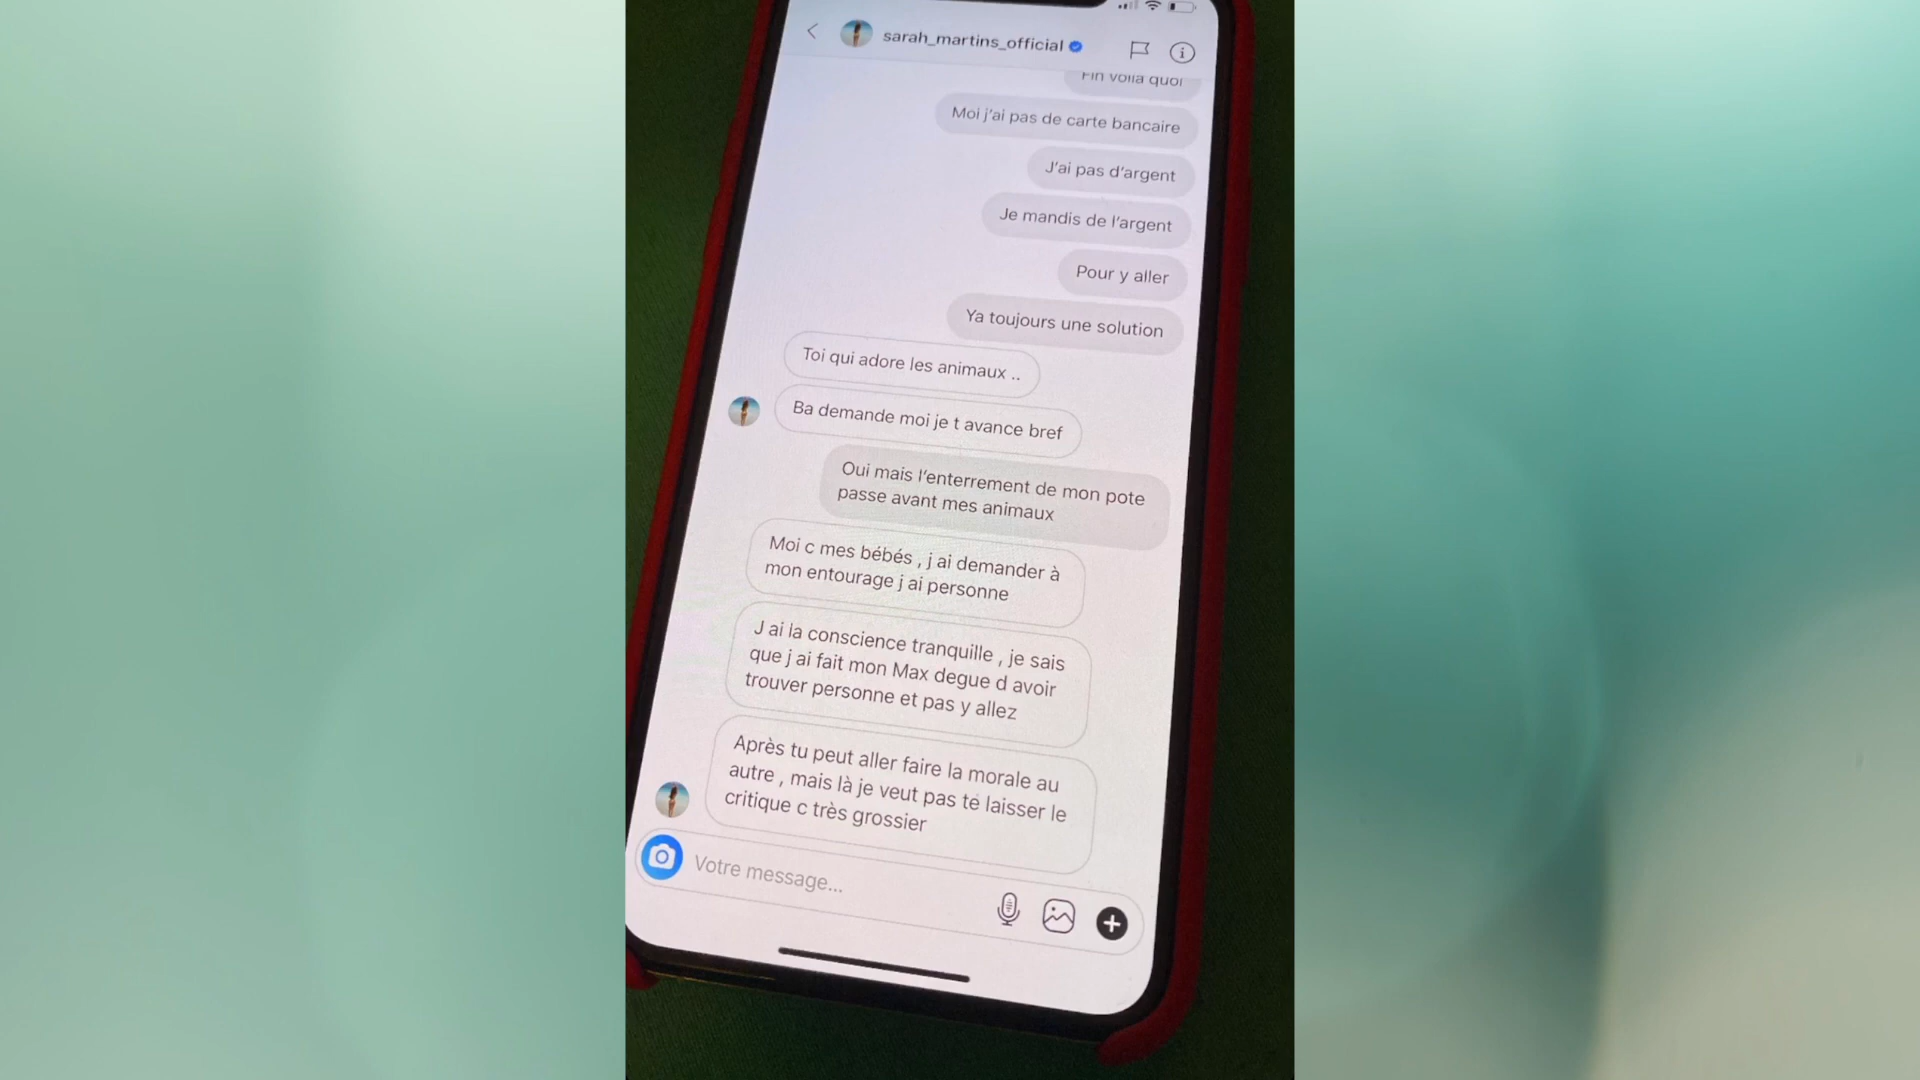 sarah_martins_official
Fin voilà quoi
Moi j'ai pas de carte bancaire
J'ai pas d'argent
Je mandis de l'argent
Pour y aller
Ya toujours une solution
Toi qui adore les animaux ..
Ba demande moi je t avance bref
Oui mais l'enterrement de mon pote
passe avant mes animaux
Moi c mes bébés , j ai demander à
mon entourage j ai personne
J ai la conscience tranquille , je sais
que j ai fait mon Max degue d avoir
trouver personne et pas y allez
Après tu peut aller faire la morale au
autre , mais là je veut pas te laisser le
critique c très grossier
Votre message...